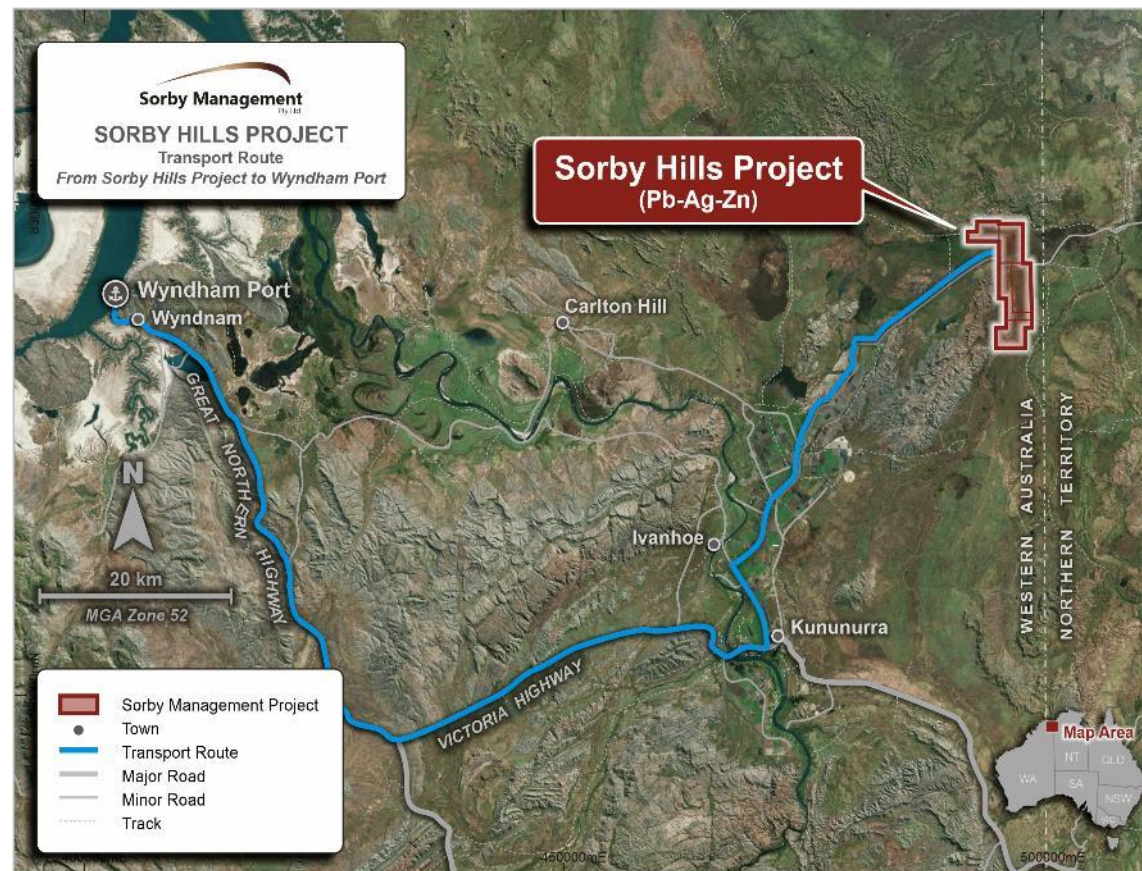 Sorby Management
Pty Ltd
SORBY HILLS PROJECT
Transport Route
From Sorby Hills Project to Wyndham Port
Sorby Hills Project
(Pb-Ag-Zn)
Wyndham Port
Wyndnam
Carlton Hill
GREAT NORTHERN HIGHWAY
WESTERN AUSTRALIA
NORTHERN TERRITORY
N
20 km
MGA Zone 52
Ivanhoe
Kununurra
VICTORIA HIGHWAY
Sorby Management Project
Town
Transport Route
Major Road
Minor Road
Track
Map Area
WA
NT
QLD
SA
NSW
VIC
450000mE
500000mE